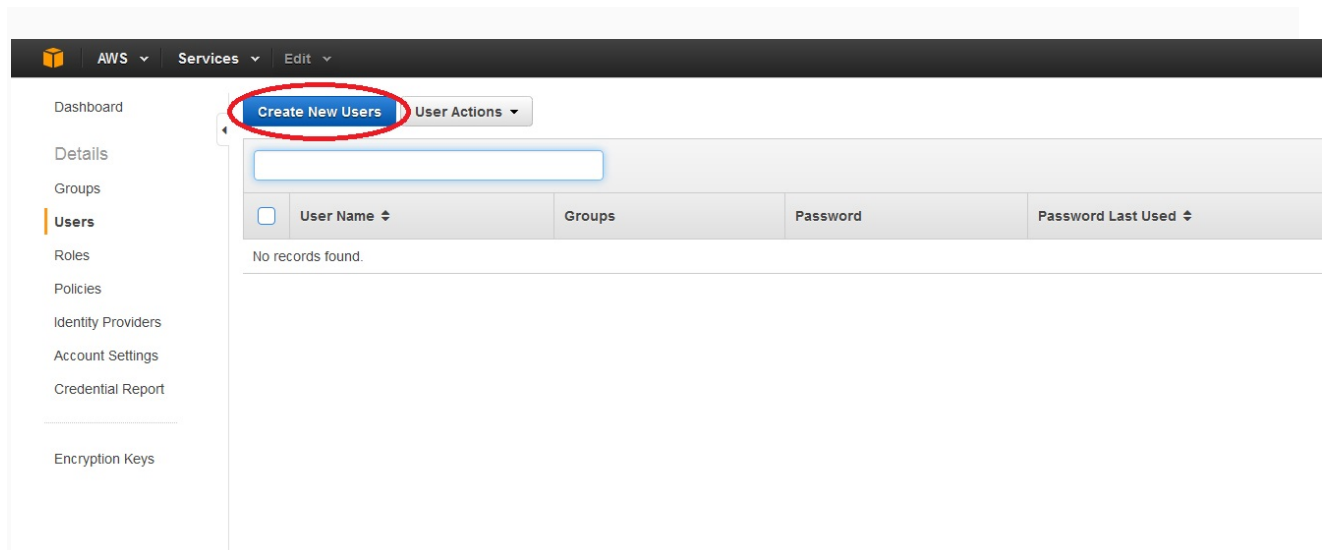 AWS Services Edit
Dashboard
Create New Users User Actions
Details
Groups
Users
User Name Groups Password Password Last Used
Roles
No records found.
Policies
Identity Providers
Account Settings
Credential Report
Encryption Keys